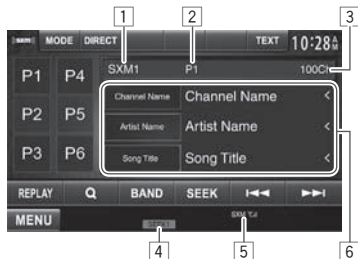 1 2 3
sxm MODE DIRECT TEXT 10:28
P1 P4 SXM1 P1 100CH
Channel Name Channel Name <
P2 P5 Artist Name Artist Name <
P3 P6 Song Title Song Title <
REPLAY Q BAND SEEK
MENU SXM
4 5 6